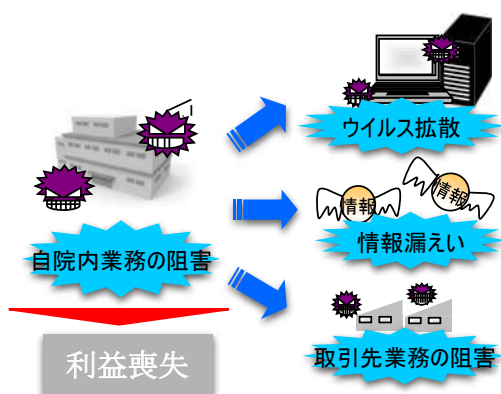 ウイルス拡散
情報
情報
情報漏えい
自院内業務の阻害
取引先業務の阻害
利益喪失